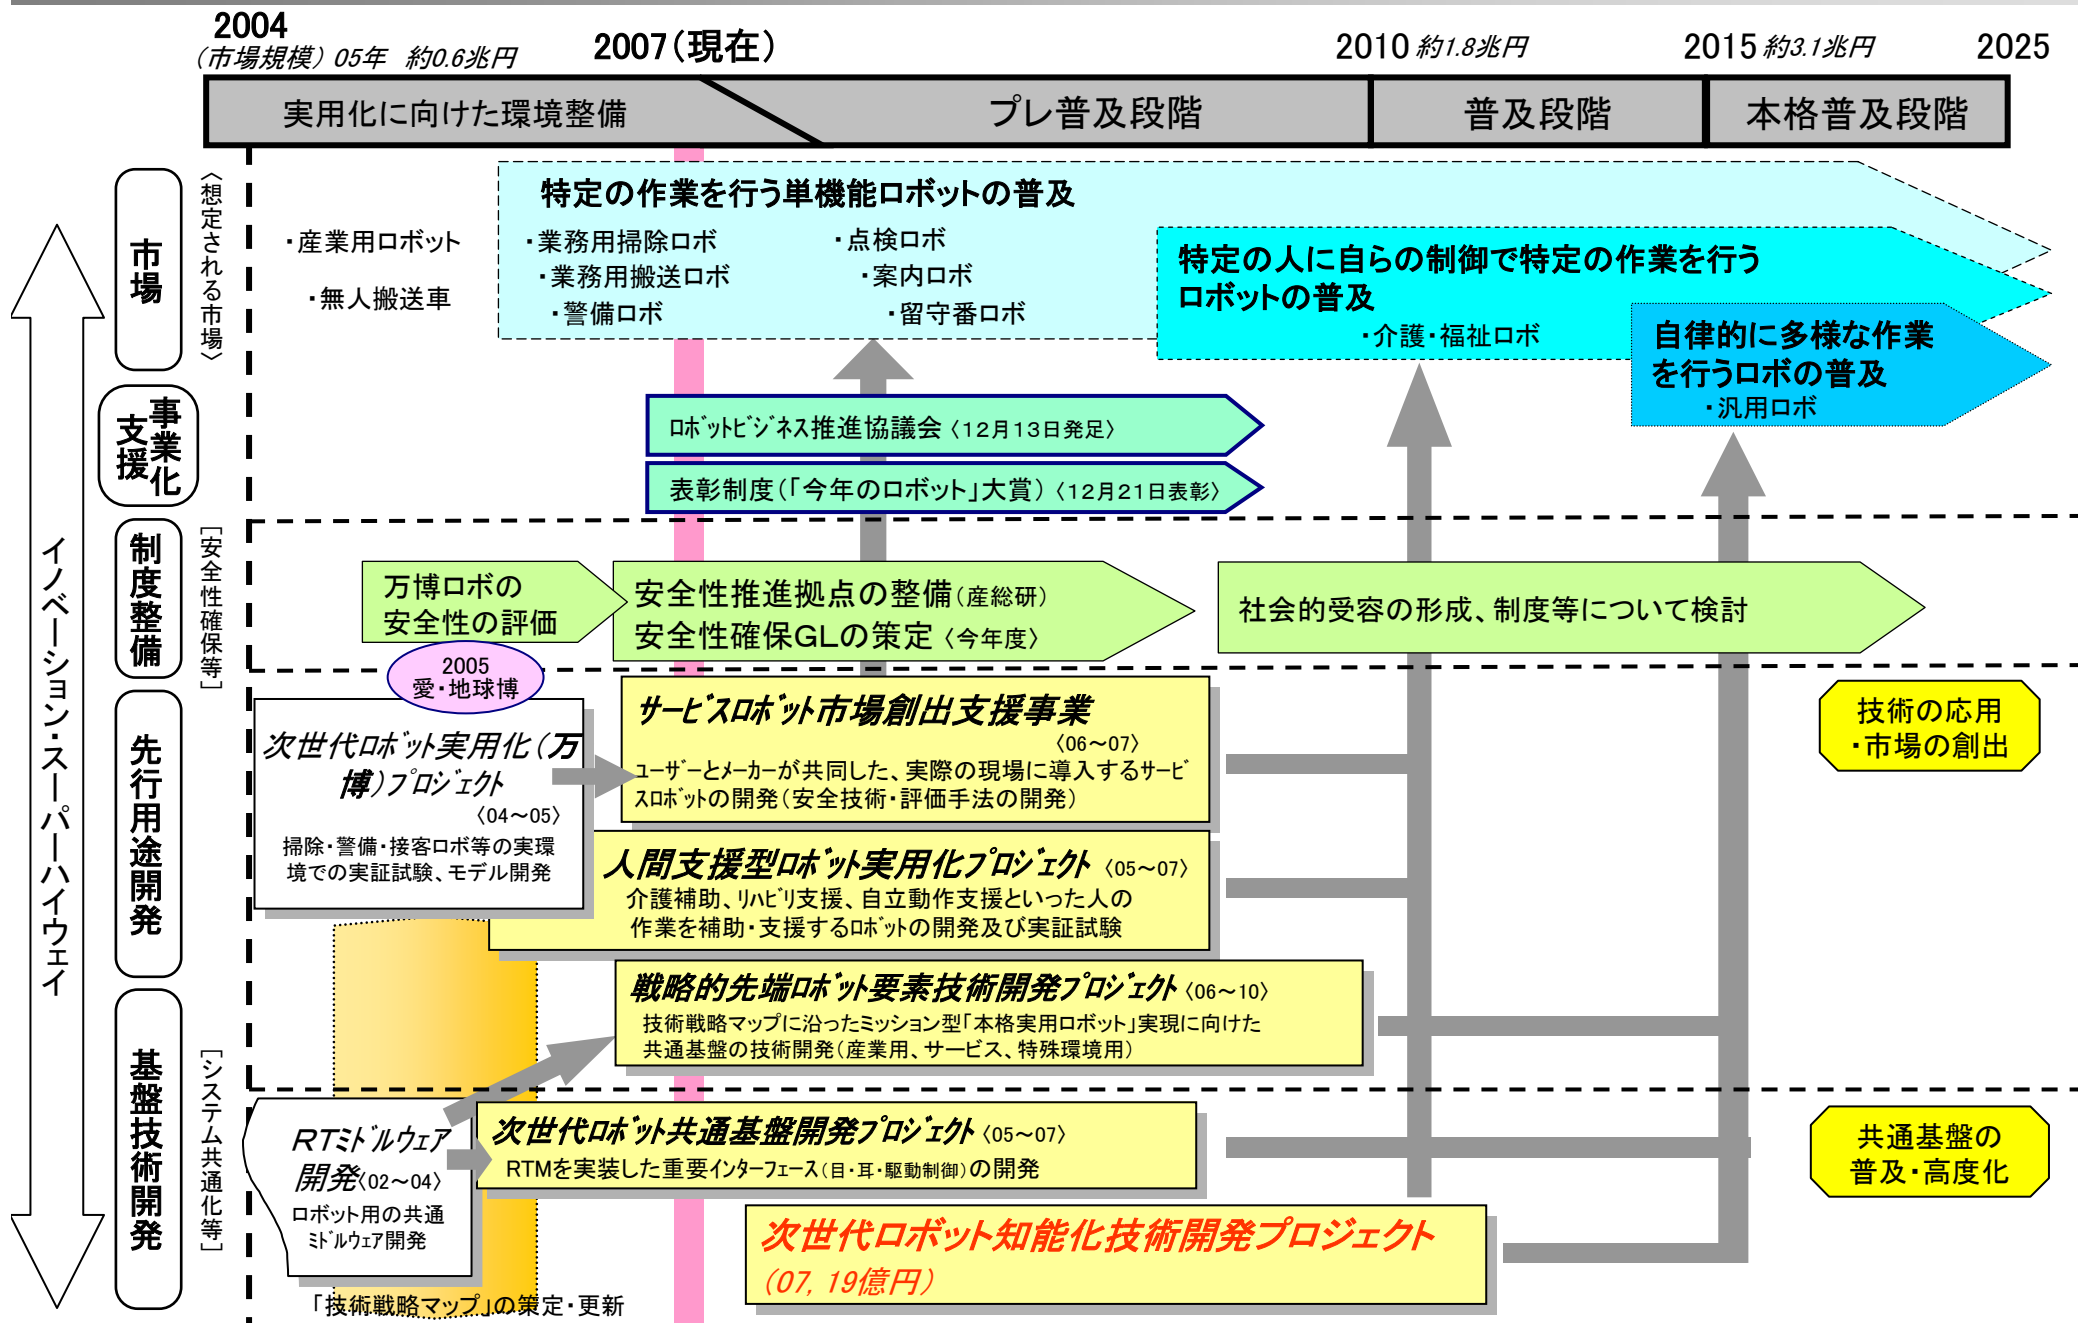 2004
（市場規模）05年　約0.6兆円
2007（現在）
2010 約1.8兆円
2015 約3.1兆円
2025
実用化に向けた環境整備
プレ普及段階
普及段階
本格普及段階
イノベーション・スーパーハイウェイ
市場
〈想定される市場〉
・産業用ロボット
・無人搬送車
特定の作業を行う単機能ロボットの普及
・業務用掃除ロボ
・業務用搬送ロボ
・警備ロボ
・点検ロボ
・案内ロボ
・留守番ロボ
特定の人に自らの制御で特定の作業を行う
ロボットの普及
・介護・福祉ロボ
自律的に多様な作業
を行うロボの普及
・汎用ロボ
事業化
支援
ﾛﾎﾞｯﾄﾋﾞｼﾞﾈｽ推進協議会〈12月13日発足〉
表彰制度（「今年のロボット」大賞）〈12月21日表彰〉
制度整備
［安全性確保等］
万博ロボの
安全性の評価
安全性推進拠点の整備（産総研）
安全性確保GLの策定〈今年度〉
社会的受容の形成、制度等について検討
先行用途開発
2005
愛・地球博
次世代ﾛﾎﾞｯﾄ実用化（万
博）ﾌﾟﾛｼﾞｪｸﾄ
〈04～05〉
掃除・警備・接客ロボ等の実環
境での実証試験、モデル開発
ｻｰﾋﾞｽﾛﾎﾞｯﾄ市場創出支援事業
〈06～07〉
ﾕｰｻﾞｰとﾒｰｶｰが共同した、実際の現場に導入するｻｰﾋﾞ
ｽﾛﾎﾞｯﾄの開発（安全技術・評価手法の開発）
人間支援型ﾛﾎﾞｯﾄ実用化ﾌﾟﾛｼﾞｪｸﾄ〈05～07〉
介護補助、ﾘﾊﾋﾞﾘ支援、自立動作支援といった人の
作業を補助・支援するﾛﾎﾞｯﾄの開発及び実証試験
戦略的先端ﾛﾎﾞｯﾄ要素技術開発ﾌﾟﾛｼﾞｪｸﾄ〈06～10〉
技術戦略マップに沿ったミッション型「本格実用ロボット」実現に向けた
共通基盤の技術開発（産業用、サービス、特殊環境用）
技術の応用
・市場の創出
基盤技術開発
［システム共通化等］
RTﾐﾄﾞﾙｳｪｱ
開発〈02～04〉
ロボット用の共通
ﾐﾄﾞﾙｳｪｱ開発
次世代ﾛﾎﾞｯﾄ共通基盤開発ﾌﾟﾛｼﾞｪｸﾄ〈05～07〉
RTMを実装した重要インターフェース（目・耳・駆動制御）の開発
次世代ロボット知能化技術開発プロジェクト
（07, 19億円）
共通基盤の
普及・高度化
「技術戦略マップ」の策定・更新